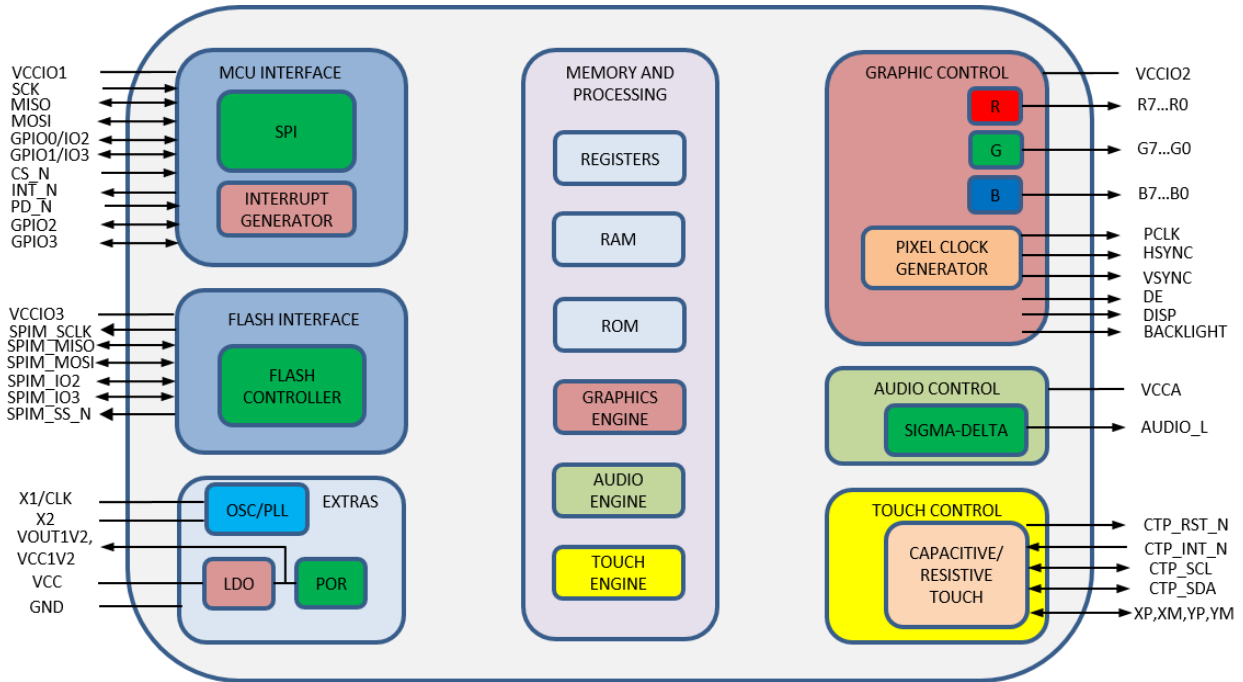 VCCIO1
SCK
MISO
MOSI
GPIO0/IO2
GPIO1/IO3
CS_N
INT_N
PD_N
GPIO2
GPIO3
MCU INTERFACE
SPI
INTERRUPT
GENERATOR
VCCIO3
SPIM_SCLK
SPIM_MISO
SPIM_MOSI
SPIM_IO2
SPIM_IO3
SPIM_SS_N
FLASH INTERFACE
FLASH
CONTROLLER
X1/CLK
X2
VOUT1V2,
VCC1V2
VCC
GND
OSC/PLL
EXTRAS
LDO
POR
MEMORY AND
PROCESSING
REGISTERS
RAM
ROM
GRAPHICS
ENGINE
AUDIO
ENGINE
TOUCH
ENGINE
GRAPHIC CONTROL
R
G
B
PIXEL CLOCK
GENERATOR
VCCIO2
R7...R0
G7...G0
B7...B0
PCLK
HSYNC
VSYNC
DE
DISP
BACKLIGHT
AUDIO CONTROL
SIGMA-DELTA
VCCA
AUDIO_L
TOUCH CONTROL
CAPACITIVE/
RESISTIVE
TOUCH
CTP_RST_N
CTP_INT_N
CTP_SCL
CTP_SDA
XP,XM,YP,YM